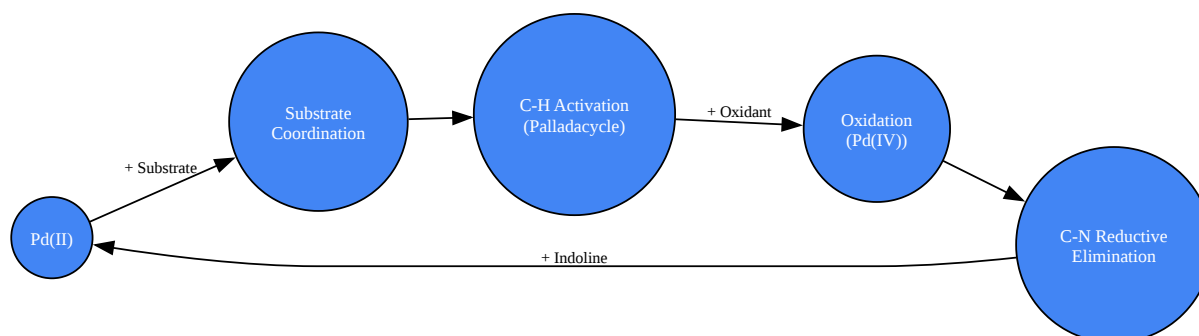 Pd(II)
+ Substrate
Substrate
Coordination
C-H Activation
(Palladacycle)
+ Oxidant
Oxidation
(Pd(IV))
C-N Reductive
Elimination
+ Indoline